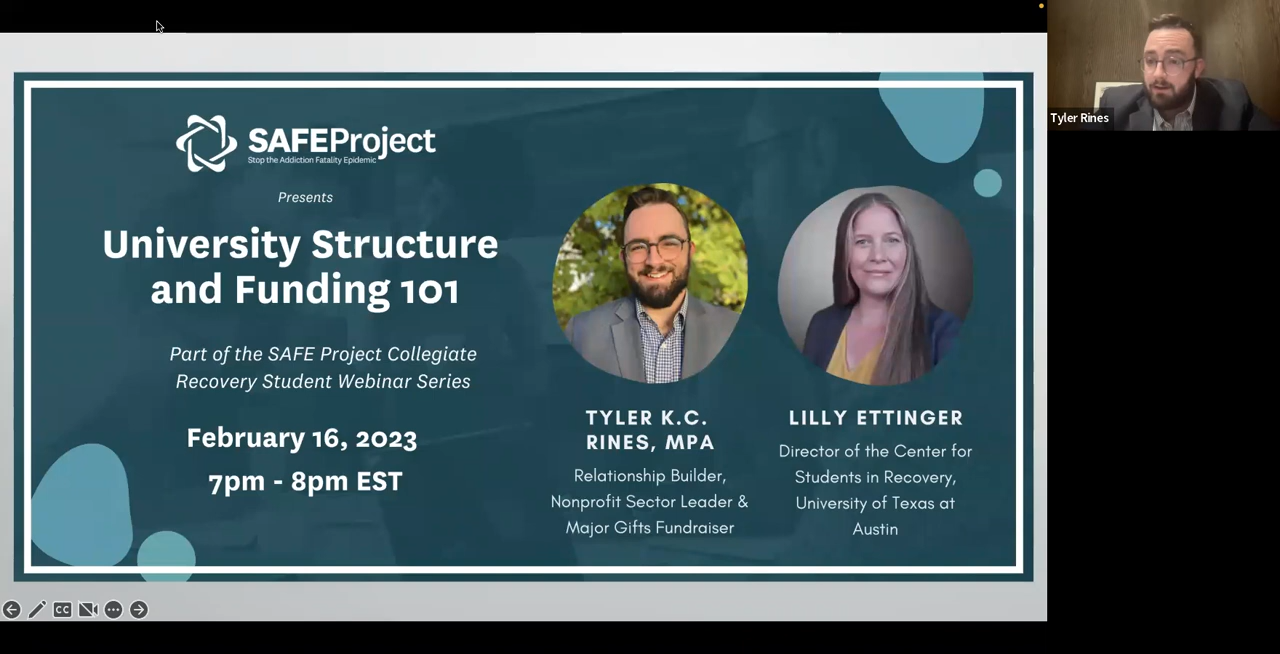 SAFEProject
Stop the Addiction Fatality Epidemic
Presents
University Structure
and Funding 101
Part of the SAFE Project Collegiate
Recovery Student Webinar Series
February 16, 2023
7pm - 8pm EST
TYLER K.C.
RINES, MPA
Relationship Builder,
Nonprofit Sector Leader &
Major Gifts Fundraiser
LILLY ETTINGER
Director of the Center for
Students in Recovery,
University of Texas at
Austin
Tyler Rines
CC